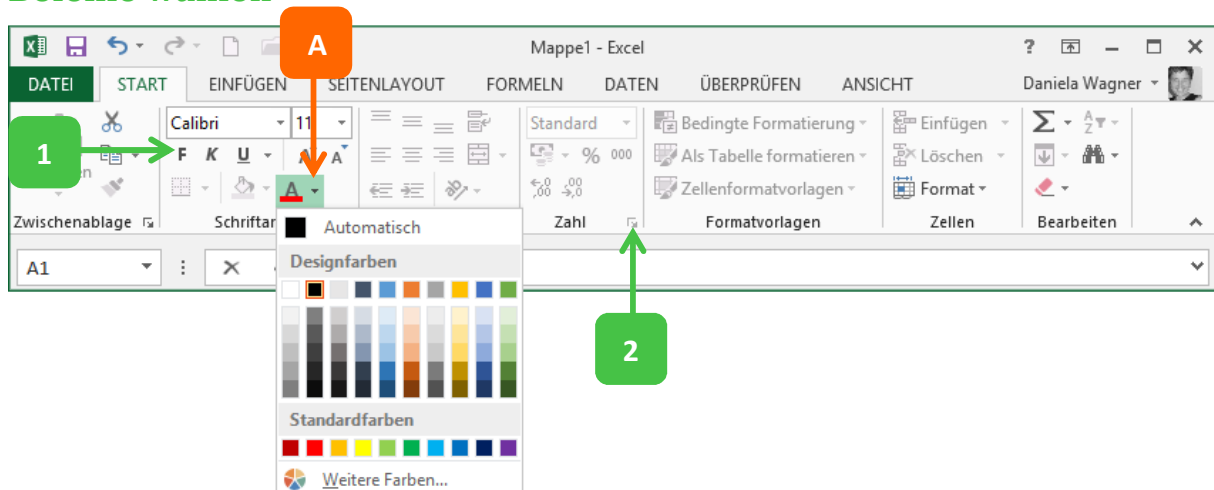 A
Mappe1 - Excel
?
DATEI START EINFÜGEN SEITENLAYOUT FORMELN DATEN ÜBERPRÜFEN ANSICHT Daniela Wagner
Calibri 11 Standard Bedingte Formatierung Einfügen Σ A Z
1
F K U A A % 000 Als Tabelle formatieren Löschen
A ,00 ,0 Zellenformatvorlagen Format
Zwischenablage Zahl Formatvorlagen Zellen Bearbeiten
Automatisch
A1
Designfarben
2
Standardfarben
Weitere Farben...